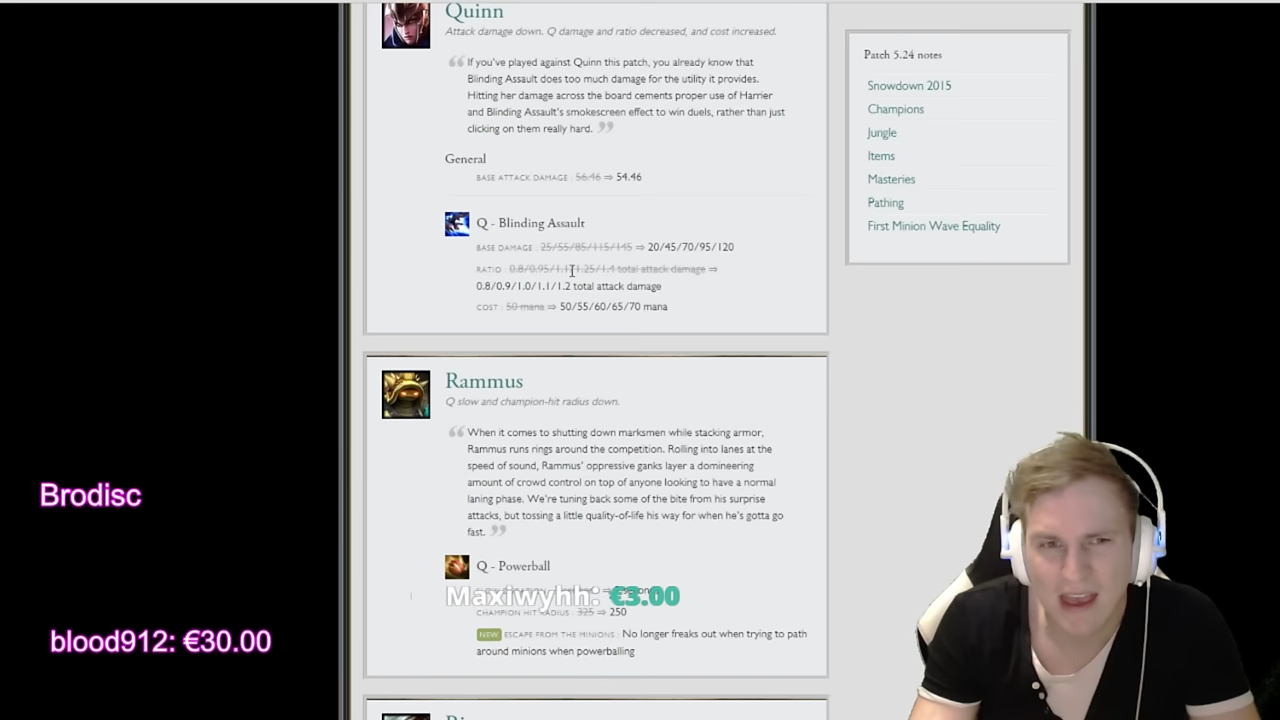 Quinn
Attack damage down. Q damage and ratio decreased, and cost increased.
If you've played against Quinn this patch, you already know that
Blinding Assault does too much damage for the utility it provides.
Hitting her damage across the board cements proper use of Harrier
and Blinding Assault's smokescreen effect to win duels, rather than just
clicking on them really hard.
General
BASE ATTACK DAMAGE : 56.46 ⇒ 54.46
Q - Blinding Assault
BASE DAMAGE : 25/55/85/115/145 ⇒ 20/45/70/95/120
RATIO : 0.8/0.95/1.1/1.25/1.4 total attack damage ⇒
0.8/0.9/1.0/1.1/1.2 total attack damage
COST : 50 mana ⇒ 50/55/60/65/70 mana
Rammus
Q slow and champion-hit radius down.
When it comes to shutting down marksmen while stacking armor,
Rammus runs rings around the competition. Rolling into lanes at the
speed of sound, Rammus' oppressive ganks layer a domineering
amount of crowd control on top of anyone looking to have a normal
laning phase. We're tuning back some of the bite from his surprise
attacks, but tossing a little quality-of-life his way for when he's gotta go
fast.
Q - Powerball
Maxiwyhh: €3.00
CHAMPION HIT RADIUS : 325 ⇒ 250
NEW ESCAPE FROM THE MINIONS : No longer freaks out when trying to path
around minions when powerballing
Patch 5.24 notes
Snowdown 2015
Champions
Jungle
Items
Masteries
Pathing
First Minion Wave Equality
Brodisc
blood912: €30.00